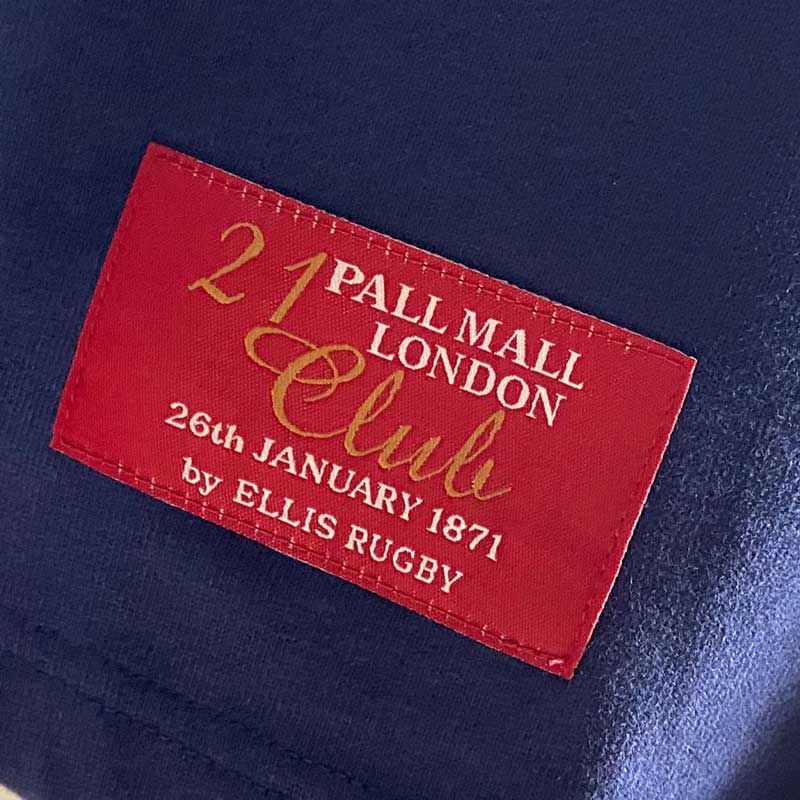 21 Club
PALL MALL
LONDON
26th JANUARY 1871
by ELLIS RUGBY